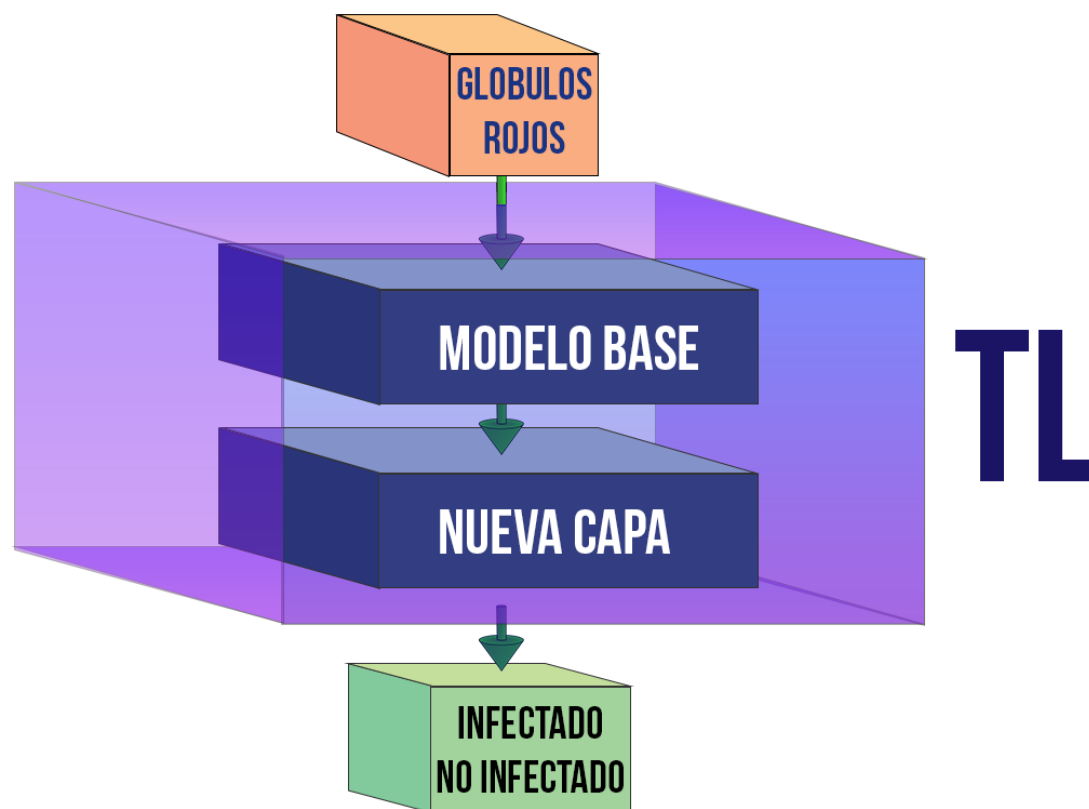 GLOBULOS
ROJOS
MODELO BASE
TL
NUEVA CAPA
INFECTADO
NO INFECTADO